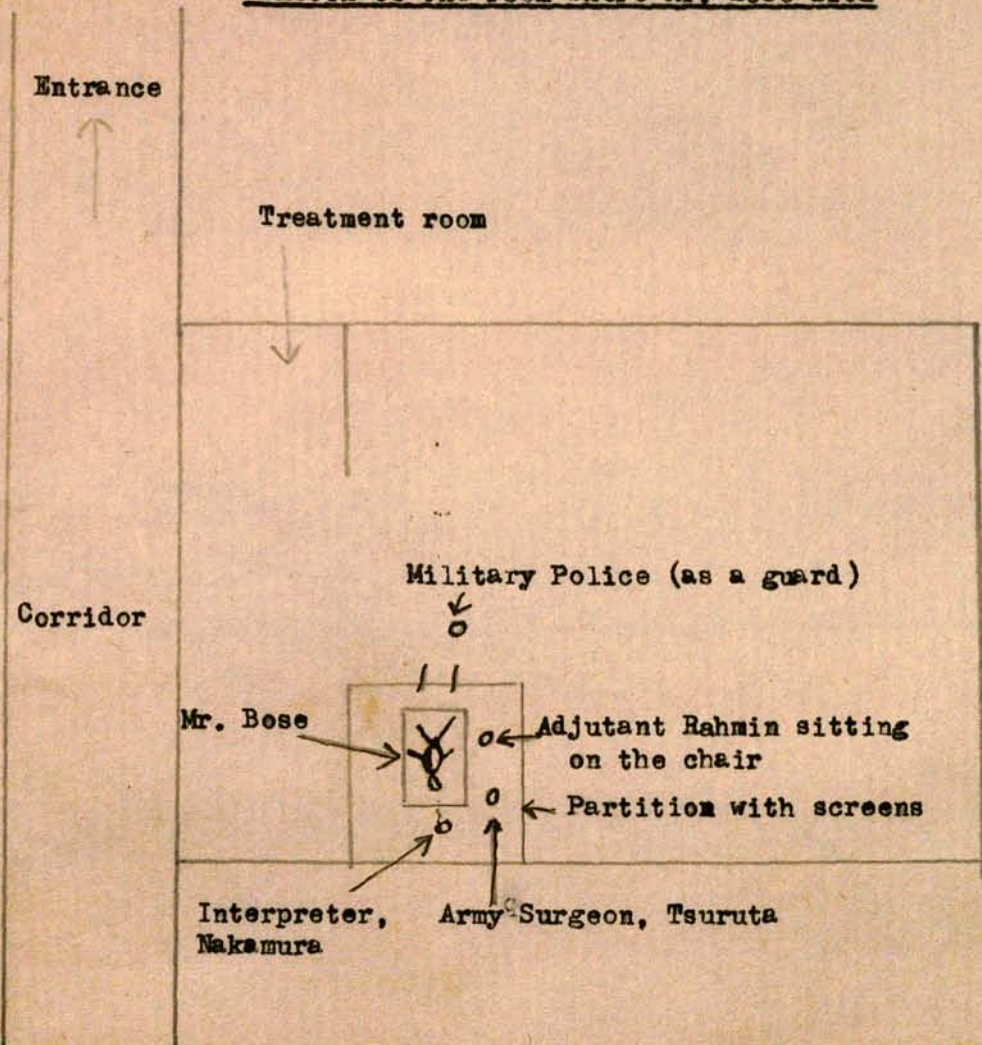 Entrance
Treatment room
Military Police (as a guard)
Corridor
Mr. Bose
Adjutant Rahmin sitting
on the chair
Partition with screens
Interpreter,
Nakamura
Army Surgeon, Tsuruta